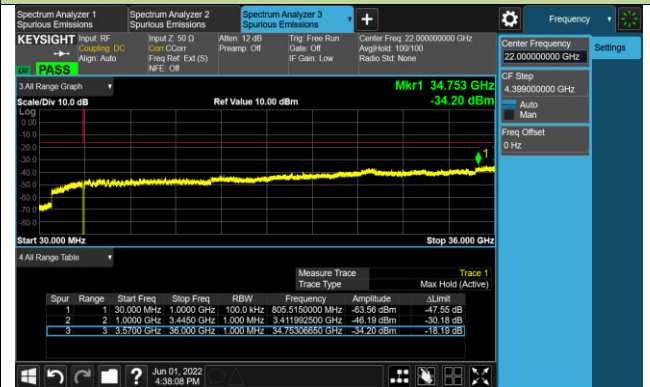 Spectrum Analyzer 1
Spurious Emissions
Spectrum Analyzer 2
Spurious Emissions
Spectrum Analyzer 3
Spurious Emissions
Frequency
KEYSIGHT
Input: RF
Coupling: DC
Align: Auto
Input Z: 50 Ω
Corr CCorr
Freq Ref: Ext (S)
NFE: Off
Atten: 12 dB
Preamp: Off
Trig: Free Run
Gate: Off
IF Gain: Low
Center Freq: 22.000000000 GHz
Avg|Hold: 100/100
Radio Std: None
PASS
Center Frequency
22.000000000 GHz
Settings
CF Step
4.399000000 GHz
Auto
Man
Freq Offset
0 Hz
3 All Range Graph
Mkr1 34.753 GHz
Scale/Div 10.0 dB
Ref Value 10.00 dBm
-34.20 dBm
Log
0.00
-10.0
-20.0
-30.0
-40.0
-50.0
-60.0
-70.0
-80.0
1
Start 30.000 MHz
Stop 36.000 GHz
4 All Range Table
Measure Trace Trace 1
Trace Type Max Hold (Active)
Spur Range Start Freq Stop Freq RBW Frequency Amplitude ΔLimit
1 1 30.000 MHz 1.0000 GHz 100.0 kHz 805.5150000 MHz -63.56 dBm -47.55 dB
2 2 1.0000 GHz 3.4450 GHz 1.000 MHz 3.411992500 GHz -46.19 dBm -30.18 dB
3 3 3.5700 GHz 36.000 GHz 1.000 MHz 34.75306650 GHz -34.20 dBm -18.19 dB
Jun 01, 2022
4:38:08 PM